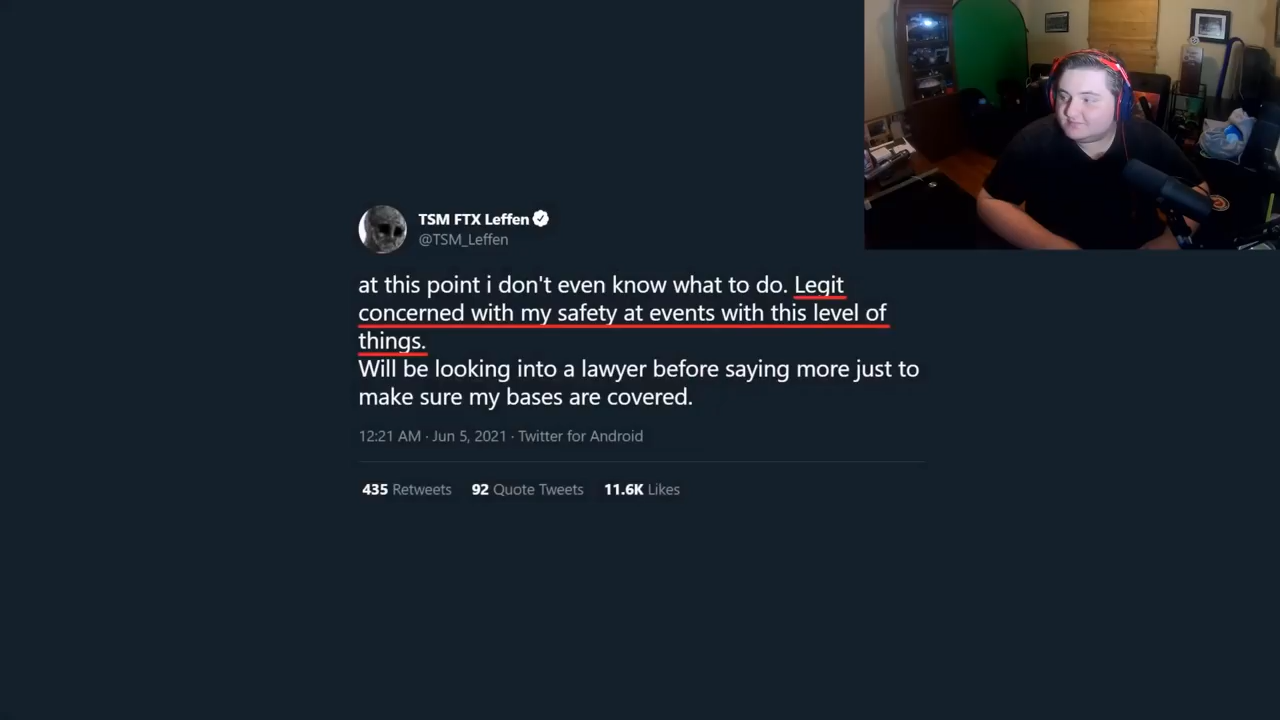 TSM FTX Leffen
@TSM_Leffen
at this point i don't even know what to do. Legit
concerned with my safety at events with this level of
things.
Will be looking into a lawyer before saying more just to
make sure my bases are covered.
12:21 AM · Jun 5, 2021 · Twitter for Android
435 Retweets 92 Quote Tweets 11.6K Likes